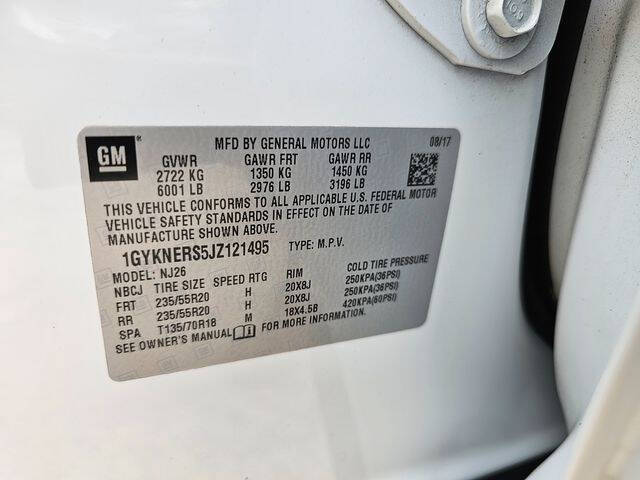 GM
MFD BY GENERAL MOTORS LLC 08/17
GVWR GAWR FRT GAWR RR
2722 KG 1350 KG 1450 KG
6001 LB 2976 LB 3196 LB
THIS VEHICLE CONFORMS TO ALL APPLICABLE U.S. FEDERAL MOTOR
VEHICLE SAFETY STANDARDS IN EFFECT ON THE DATE OF
MANUFACTURE SHOWN ABOVE.
1GYKNERS5JZ121495 TYPE: M.P.V.
MODEL: NJ26
NBCJ TIRE SIZE SPEED RTG RIM COLD TIRE PRESSURE
FRT 235/55R20 H 20X8J 250KPA(36PSI)
RR 235/55R20 H 20X8J 250KPA(36PSI)
SPA T135/70R18 M 18X4.5B 420KPA(60PSI)
SEE OWNER'S MANUAL